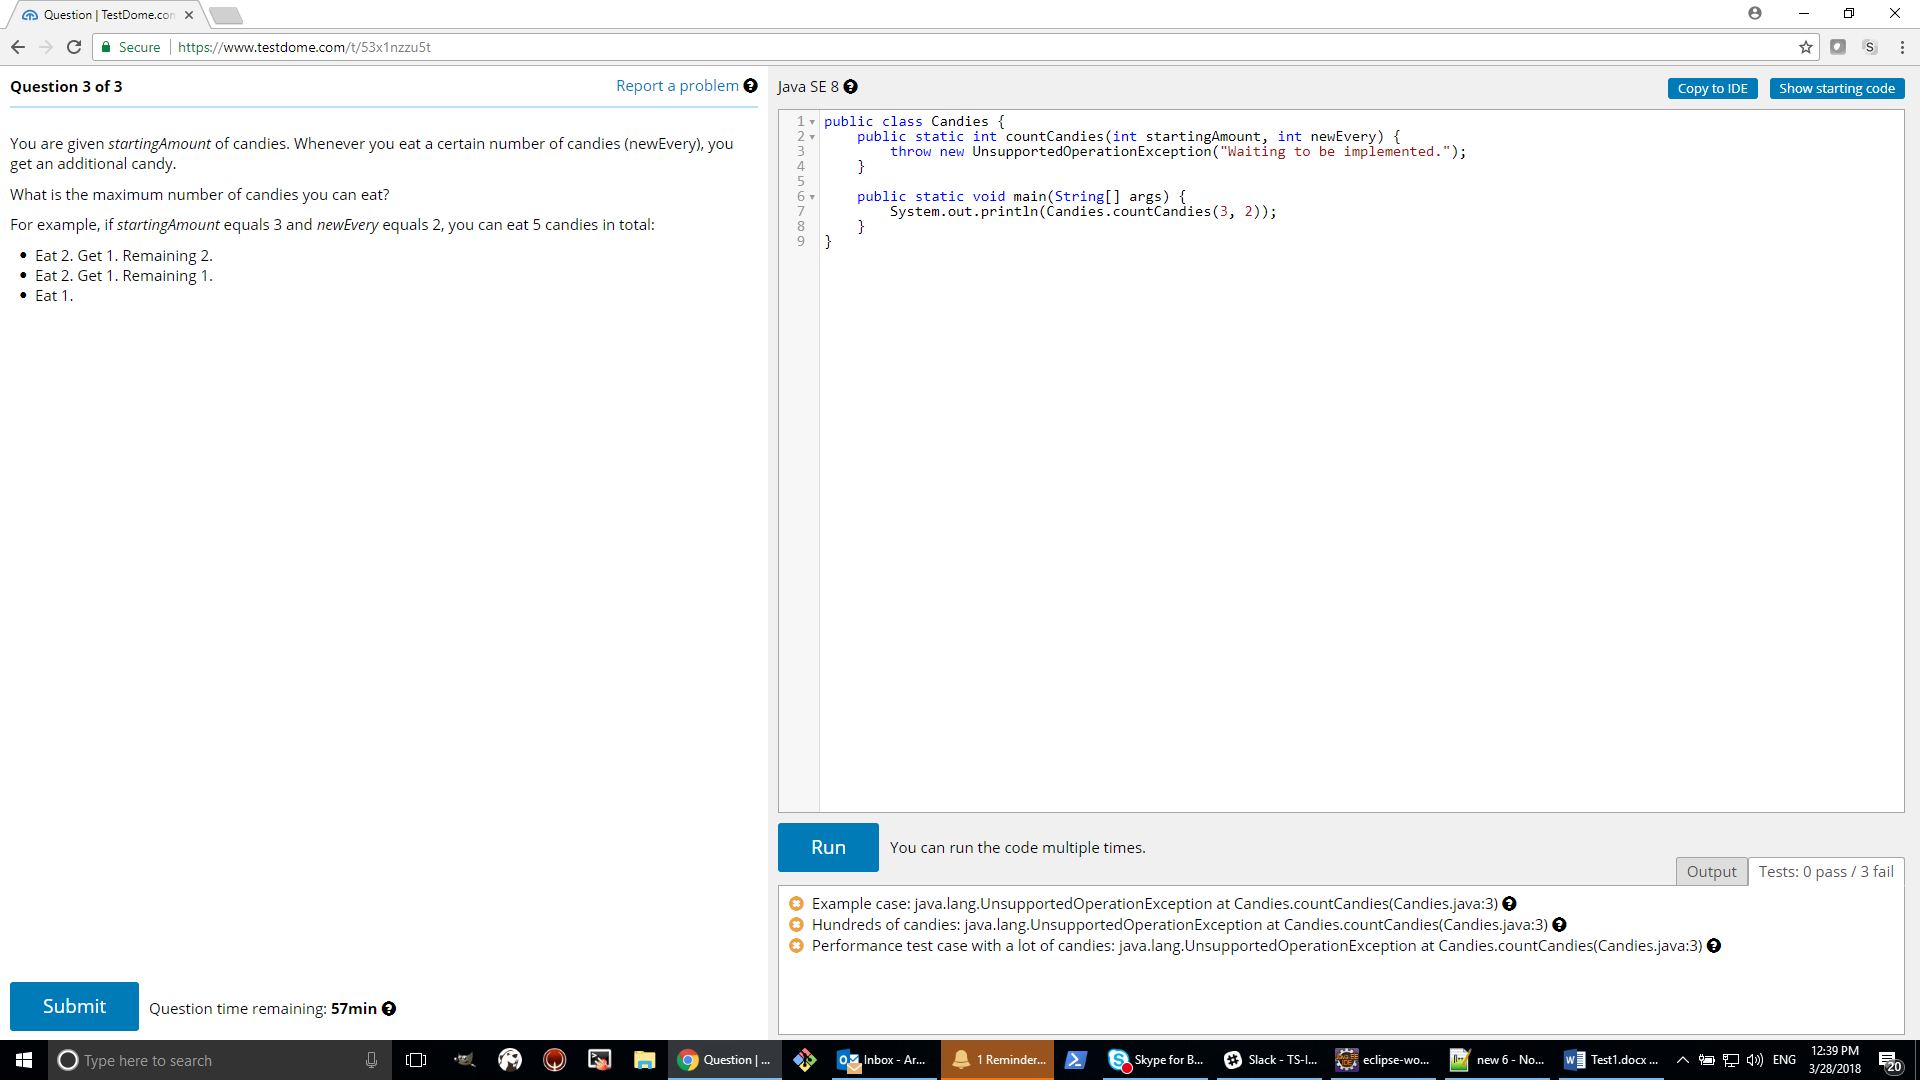 Question | TestDome.com
Secure
https://www.testdome.com/t/53x1nzzu5t
S
Question 3 of 3
Report a problem
You are given startingAmount of candies. Whenever you eat a certain number of candies (newEvery), you
get an additional candy.
What is the maximum number of candies you can eat?
For example, if startingAmount equals 3 and newEvery equals 2, you can eat 5 candies in total:
• Eat 2. Get 1. Remaining 2.
• Eat 2. Get 1. Remaining 1.
• Eat 1.
Submit
Question time remaining: 57min
Java SE 8
Copy to IDE
Show starting code
1 public class Candies {
2     public static int countCandies(int startingAmount, int newEvery) {
3         throw new UnsupportedOperationException("Waiting to be implemented.");
4     }
5
6     public static void main(String[] args) {
7         System.out.println(Candies.countCandies(3, 2));
8     }
9 }
Run
You can run the code multiple times.
Output
Tests: 0 pass / 3 fail
Example case: java.lang.UnsupportedOperationException at Candies.countCandies(Candies.java:3)
Hundreds of candies: java.lang.UnsupportedOperationException at Candies.countCandies(Candies.java:3)
Performance test case with a lot of candies: java.lang.UnsupportedOperationException at Candies.countCandies(Candies.java:3)
Type here to search
Question | ...
Inbox - Ar...
1 Reminder...
Skype for B...
Slack - TS-I...
eclipse-wo...
new 6 - No...
Test1.docx ...
ENG
12:39 PM
3/28/2018
20